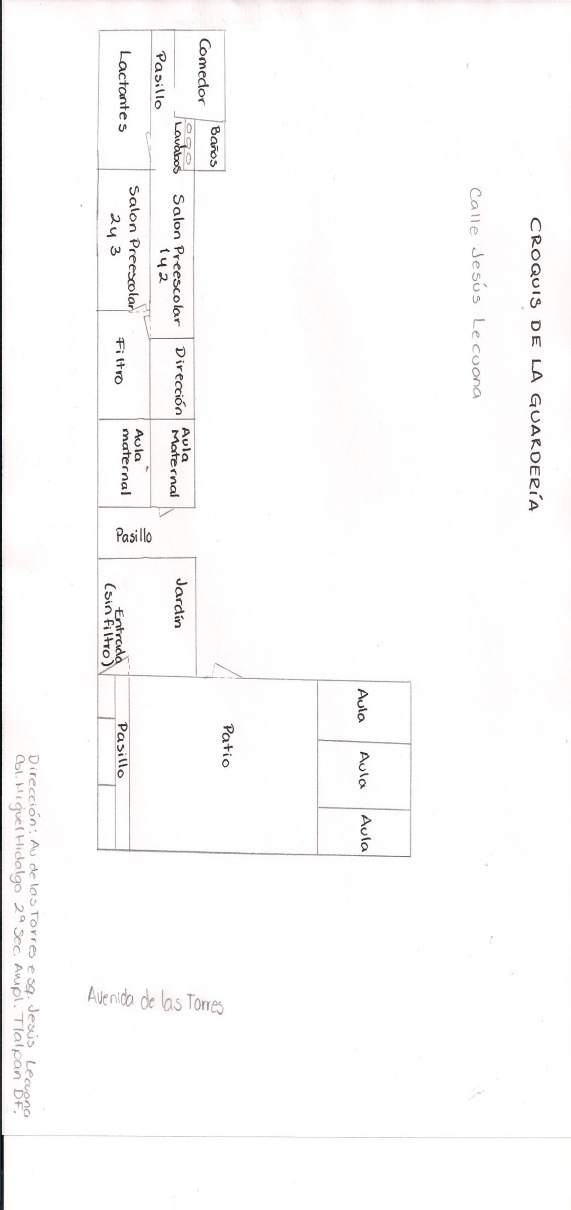 CROQUIS DE LA GUARDERÍA
Calle Jesús Lecuona
Comedor
Baños
Pasillo
Lavabos
Lactantes
Salon Preescolar
1 y 2
Salon Preescolar
2 y 3
Dirección
Filtro
Aula
Maternal
Aula
maternal
Pasillo
Jardín
Entrada
(sin filtro)
Aula
Aula
Aula
Patio
Pasillo
Avenida de las Torres
Dirección: Av de las Torres esq. Jesús Lecuona
Col. Miguel Hidalgo 2ª Sec. Ampl. Tlalpan DF.